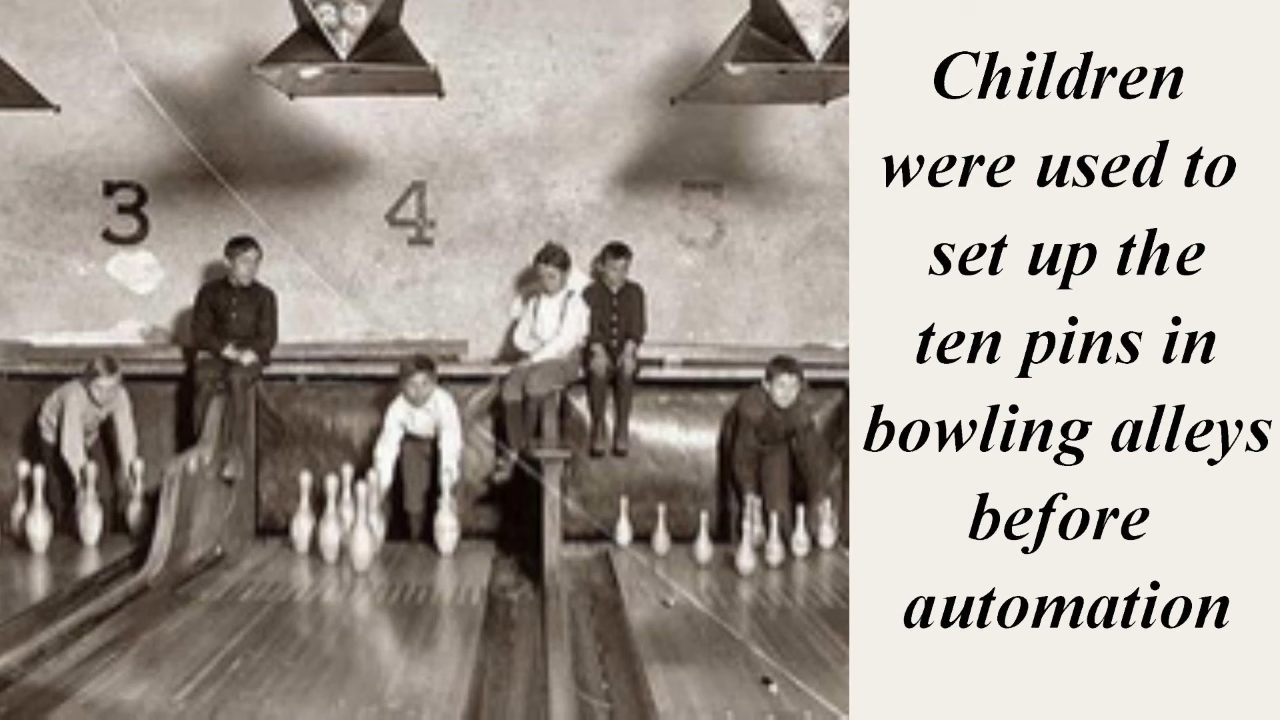 3
4
5
Children
were used to
set up the
ten pins in
bowling alleys
before
automation